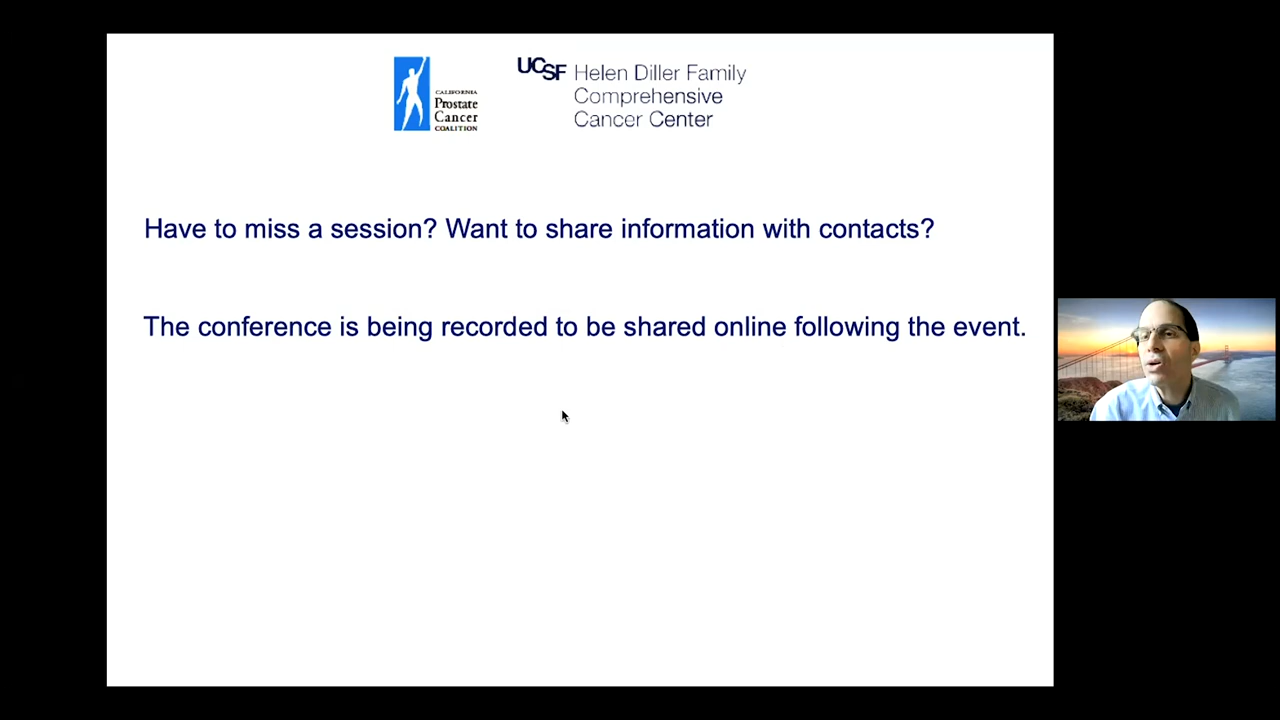 CALIFORNIA
Prostate
Cancer
COALITION
UCSF Helen Diller Family
Comprehensive
Cancer Center
Have to miss a session? Want to share information with contacts?
The conference is being recorded to be shared online following the event.